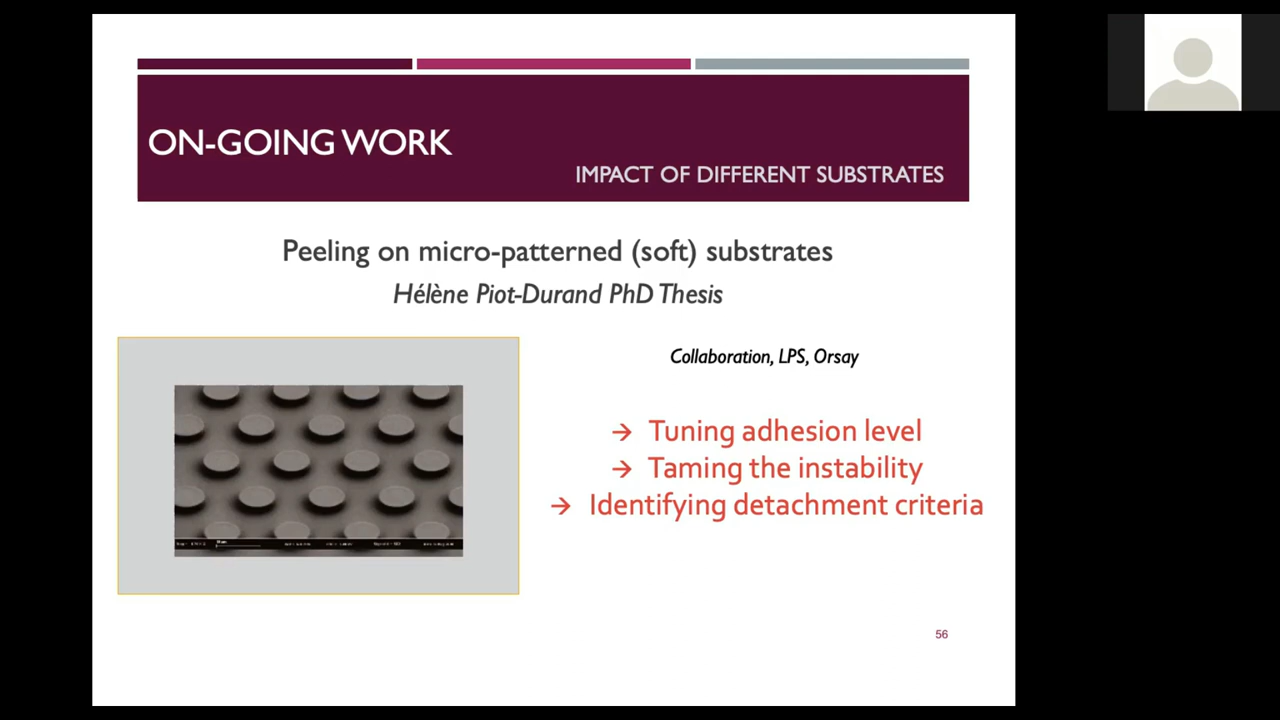 ON-GOING WORK
IMPACT OF DIFFERENT SUBSTRATES
Peeling on micro-patterned (soft) substrates
Hélène Piot-Durand PhD Thesis
Collaboration, LPS, Orsay
→ Tuning adhesion level
→ Taming the instability
→ Identifying detachment criteria
56